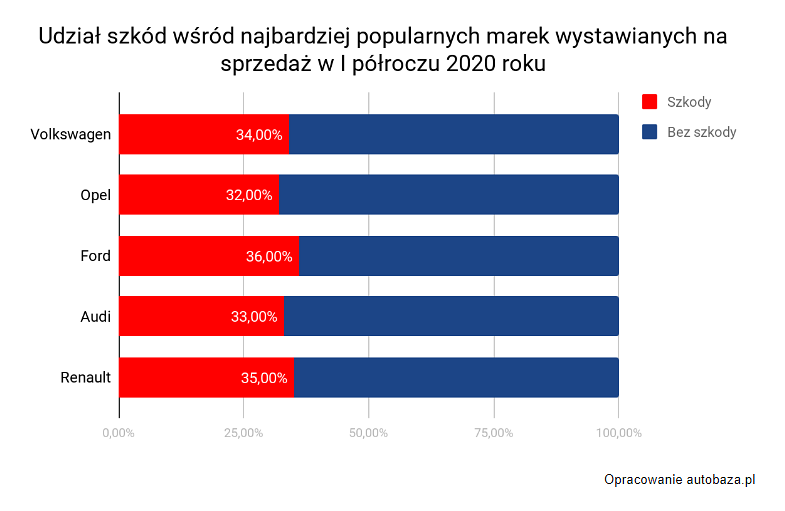 Udział szkód wśród najbardziej popularnych marek wystawianych na
sprzedaż w I półroczu 2020 roku
Szkody
Bez szkody
Volkswagen 34,00%
Opel 32,00%
Ford 36,00%
Audi 33,00%
Renault 35,00%
0,00% 25,00% 50,00% 75,00% 100,00%
Opracowanie autobaza.pl